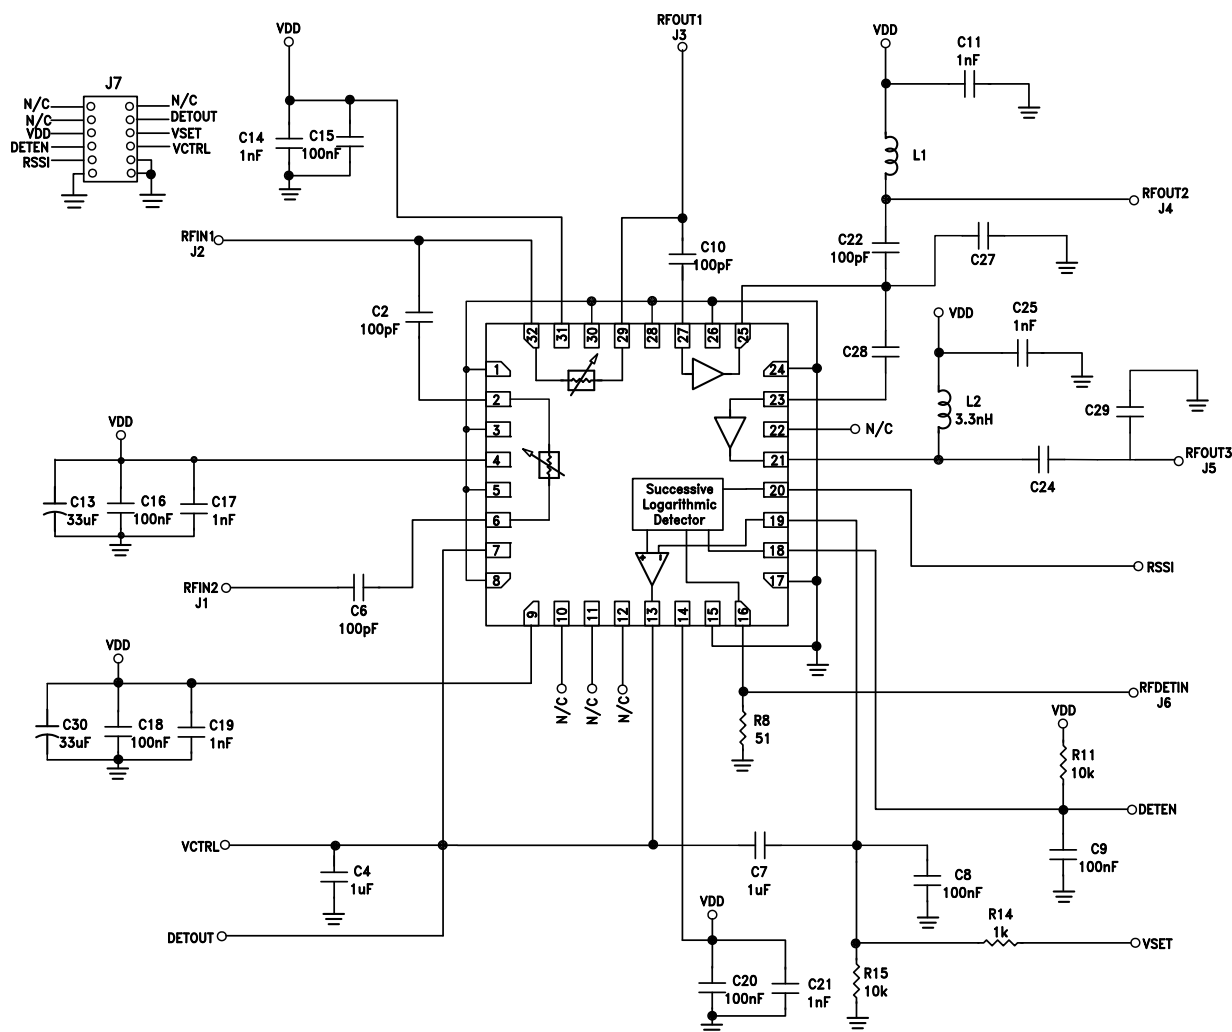 RFOUT1
J3
VDD
VDD
C11
1nF
J7
N/C
N/C
N/C
DETOUT
VDD
VSET
DETEN
VCTRL
RSSI
C14
1nF
C15
100nF
L1
RFOUT2
J4
RFIN1
J2
C10
100pF
C22
100pF
C27
C2
100pF
VDD
C25
1nF
32
31
30
29
28
27
26
25
C28
1
24
2
23
L2
3.3nH
C29
3
22
N/C
VDD
4
21
RFOUT3
J5
C24
5
20
Successive
Logarithmic
Detector
C13
33uF
C16
100nF
C17
1nF
6
19
7
18
+
-
8
17
RSSI
RFIN2
J1
C6
100pF
9
10
11
12
13
14
15
16
VDD
N/C
N/C
N/C
RFDETIN
J6
C30
33uF
C18
100nF
C19
1nF
R8
51
VDD
R11
10k
DETEN
VCTRL
C4
1uF
C7
1uF
C8
100nF
C9
100nF
VDD
R14
1k
DETOUT
VSET
C20
100nF
C21
1nF
R15
10k